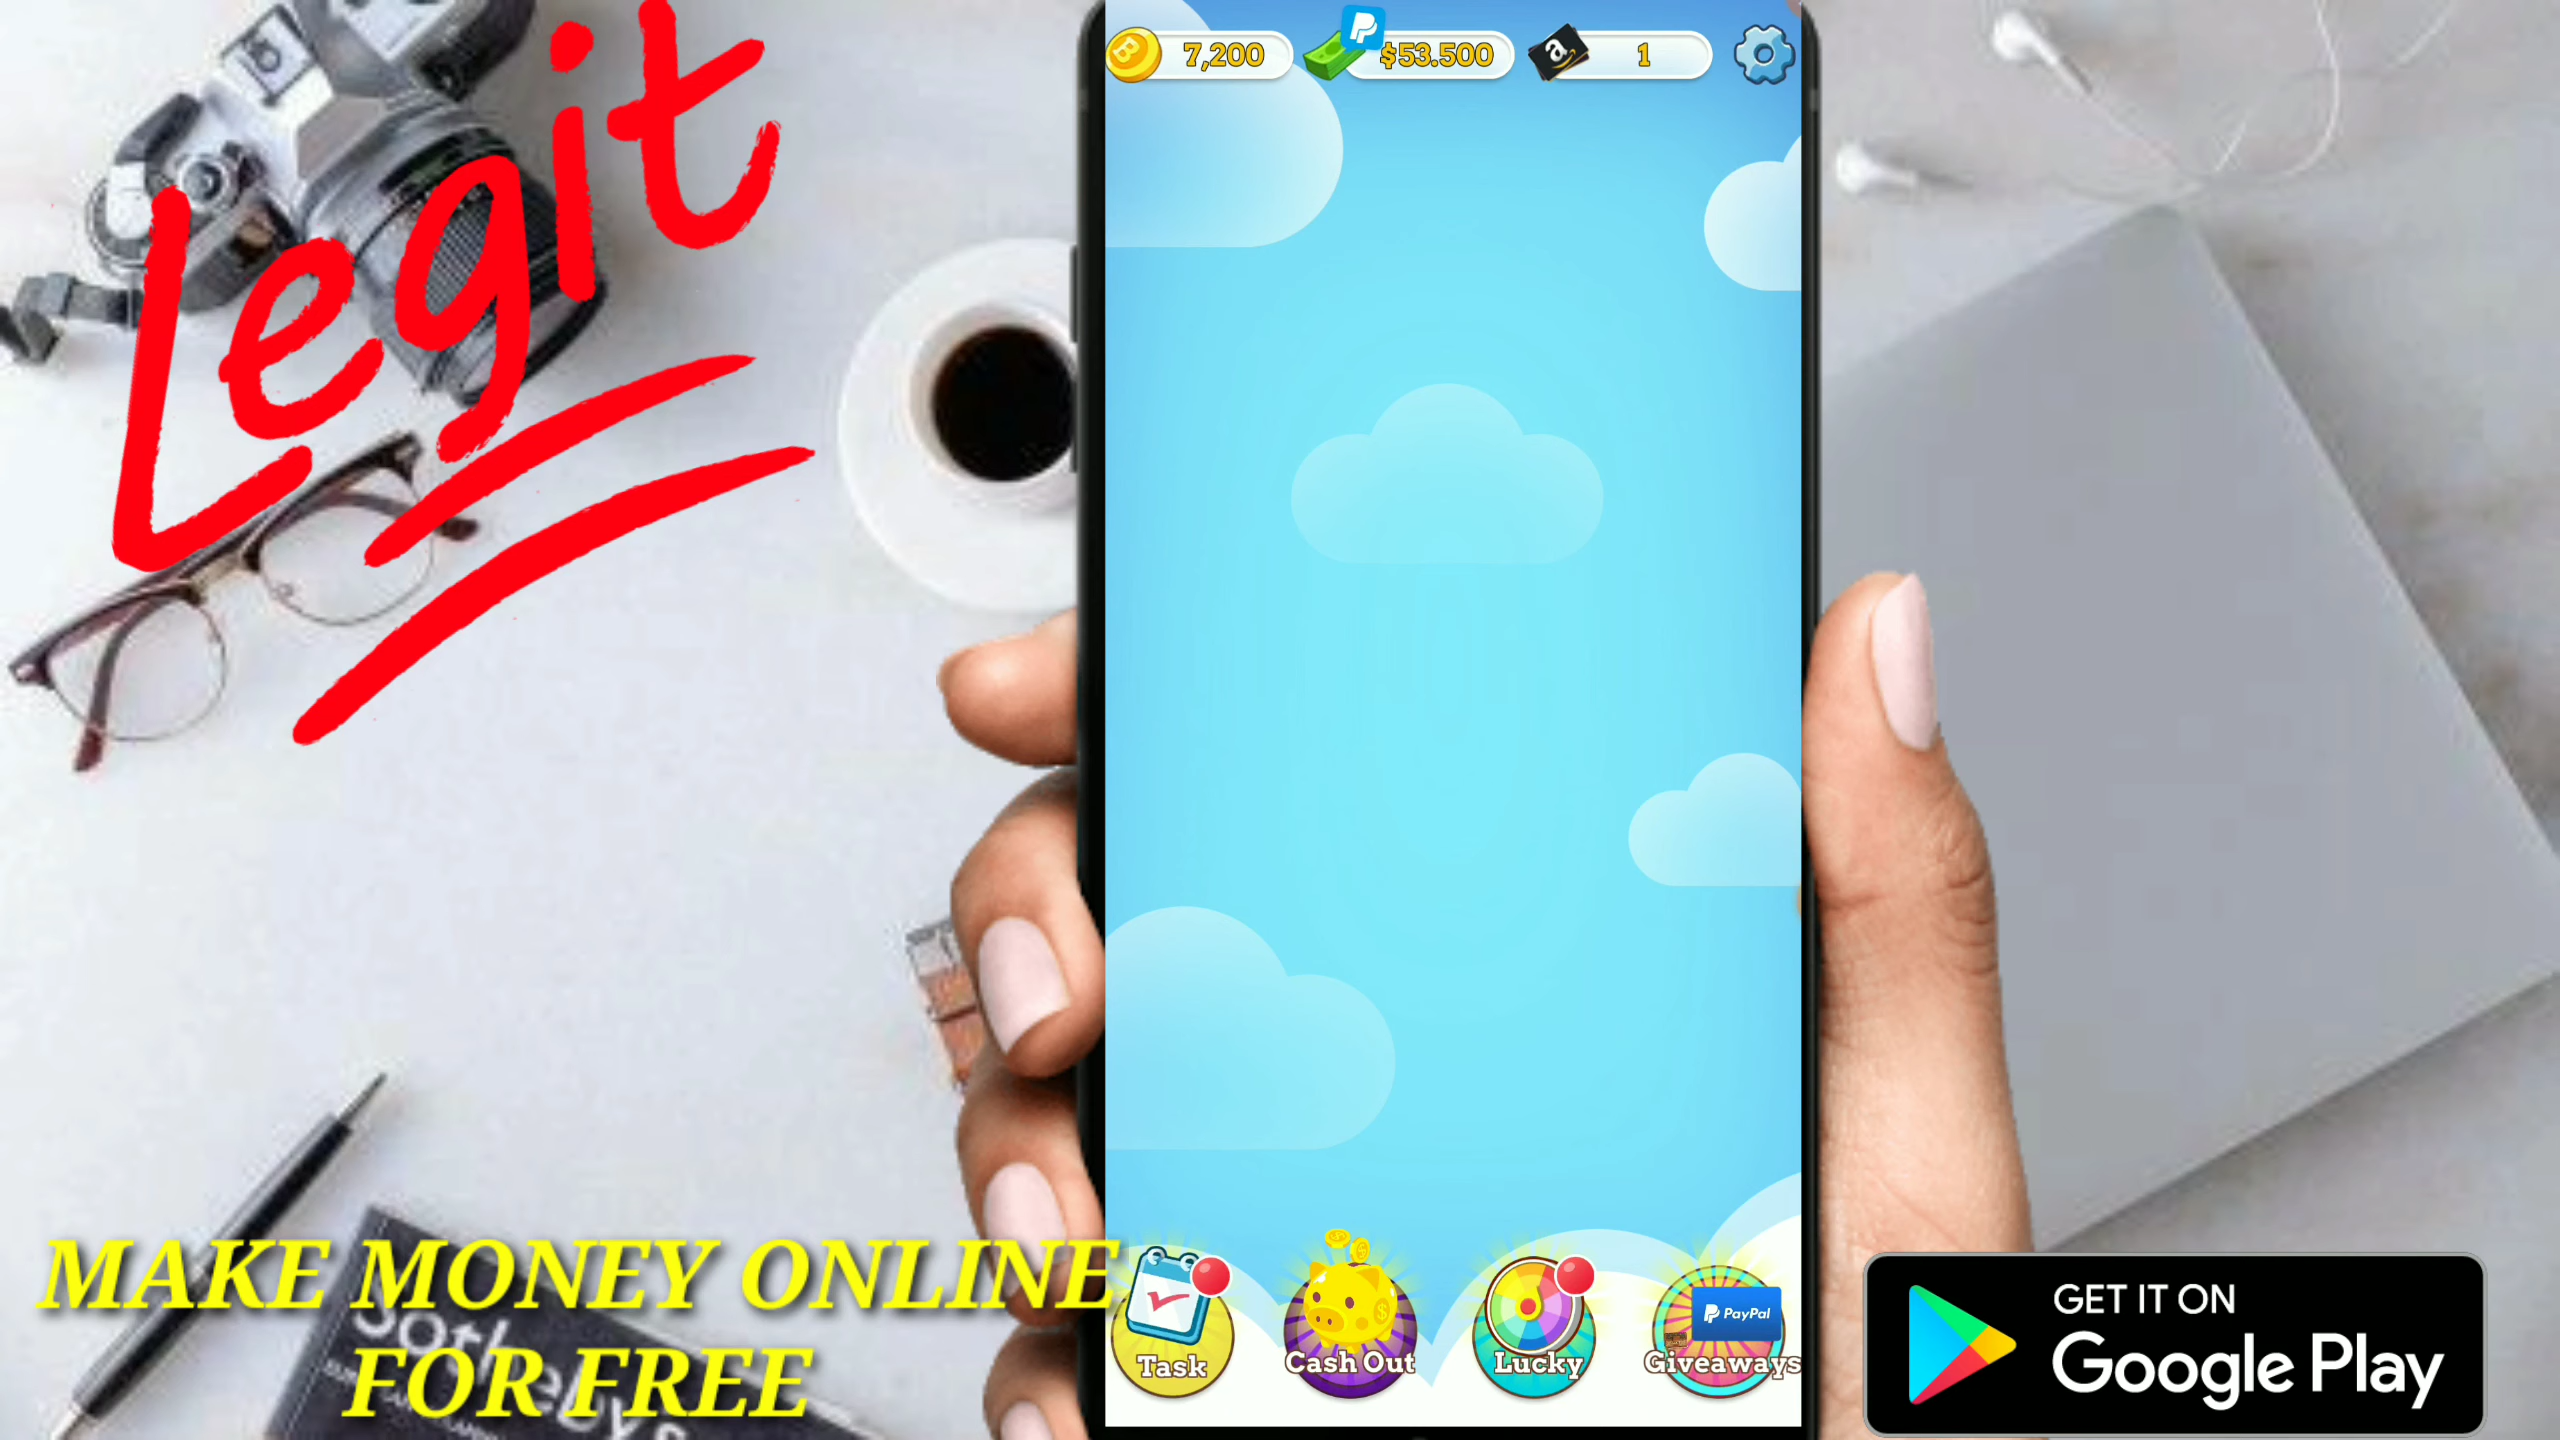 Legit
7,200
$53.500
1
MAKE MONEY ONLINE
FOR FREE
Task
Cash Out
Lucky
PayPal
Giveaways
GET IT ON
Google Play